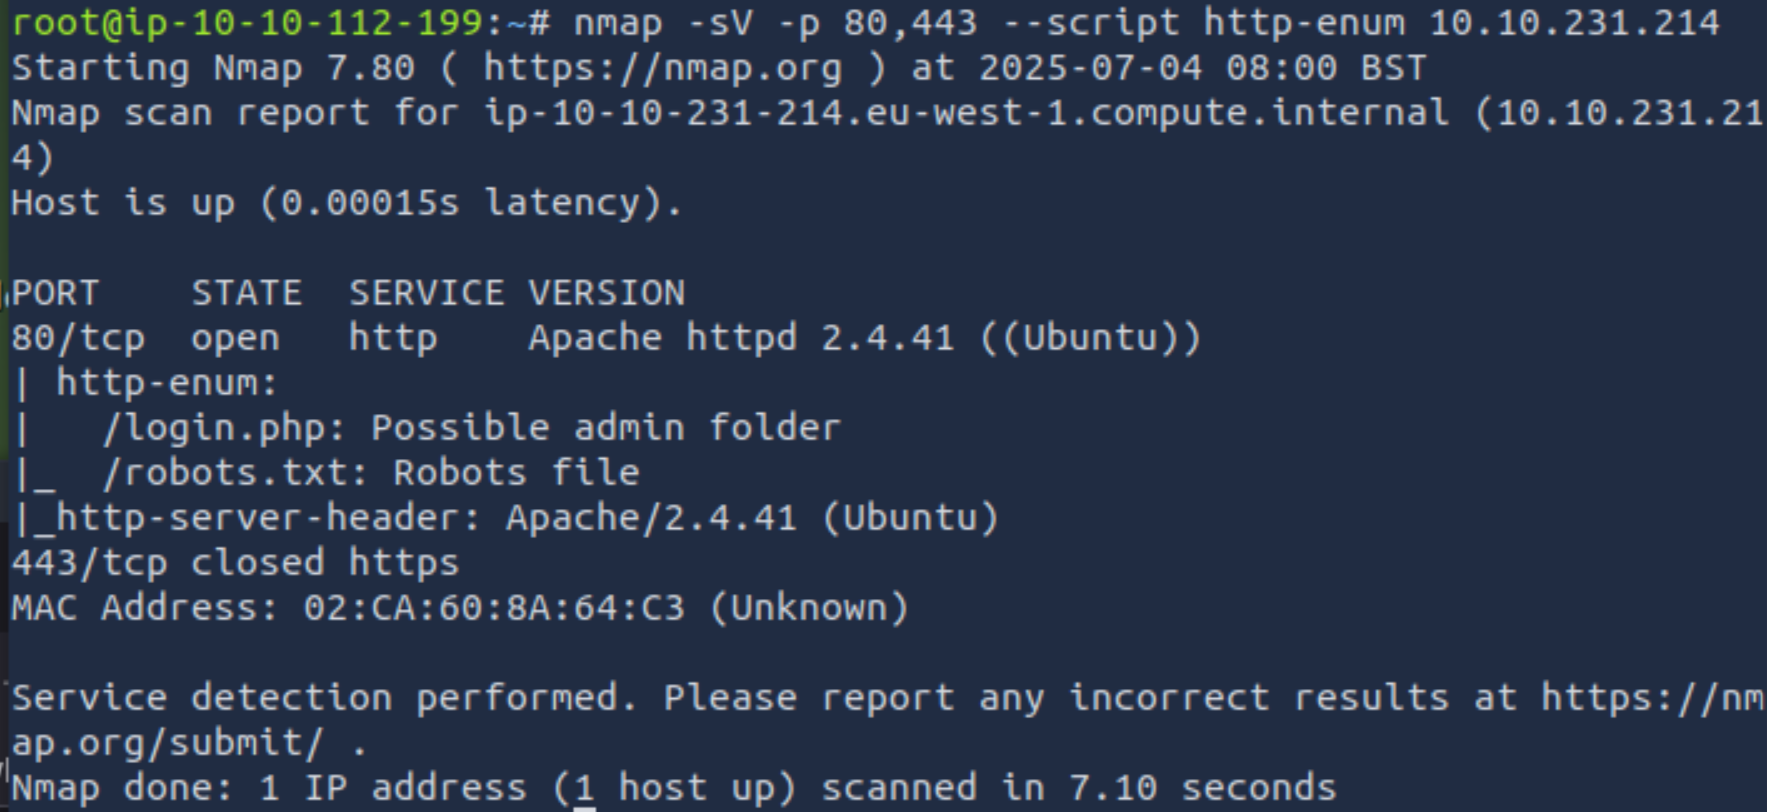 root@ip-10-10-112-199:~# nmap -sV -p 80,443 --script http-enum 10.10.231.214
Starting Nmap 7.80 ( https://nmap.org ) at 2025-07-04 08:00 BST
Nmap scan report for ip-10-10-231-214.eu-west-1.compute.internal (10.10.231.21
4)
Host is up (0.00015s latency).
PORT    STATE  SERVICE VERSION
80/tcp  open   http    Apache httpd 2.4.41 ((Ubuntu))
| http-enum:
|   /login.php: Possible admin folder
|_  /robots.txt: Robots file
|_http-server-header: Apache/2.4.41 (Ubuntu)
443/tcp closed https
MAC Address: 02:CA:60:8A:64:C3 (Unknown)
Service detection performed. Please report any incorrect results at https://nm
ap.org/submit/ .
Nmap done: 1 IP address (1 host up) scanned in 7.10 seconds